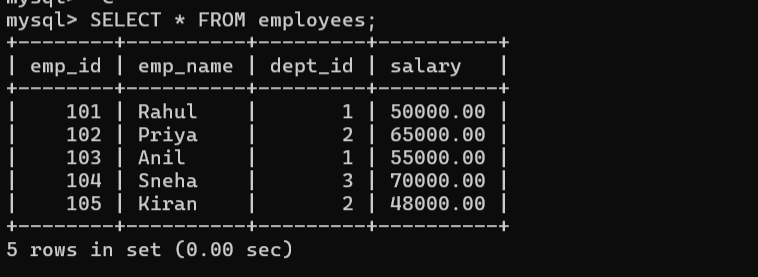 mysql> SELECT * FROM employees;
+--------+----------+---------+----------+
| emp_id | emp_name | dept_id | salary   |
+--------+----------+---------+----------+
|    101 | Rahul    |       1 | 50000.00 |
|    102 | Priya    |       2 | 65000.00 |
|    103 | Anil     |       1 | 55000.00 |
|    104 | Sneha    |       3 | 70000.00 |
|    105 | Kiran    |       2 | 48000.00 |
+--------+----------+---------+----------+
5 rows in set (0.00 sec)